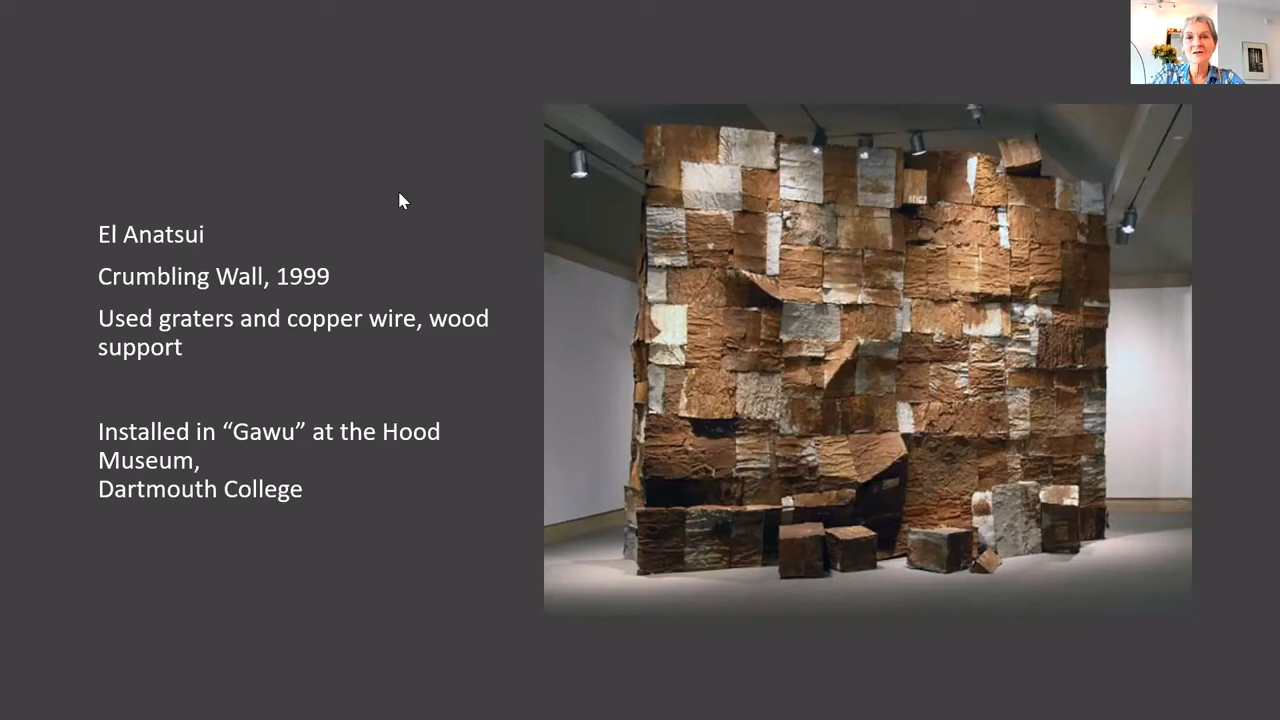 El Anatsui
Crumbling Wall, 1999
Used graters and copper wire, wood
support
Installed in “Gawu” at the Hood
Museum,
Dartmouth College